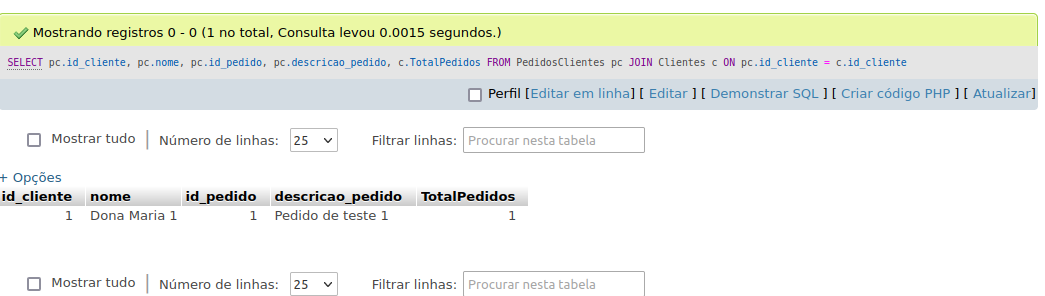 Mostrando registros 0 - 0 (1 no total, Consulta levou 0.0015 segundos.)
SELECT pc.id_cliente, pc.nome, pc.id_pedido, pc.descricao_pedido, c.TotalPedidos FROM PedidosClientes pc JOIN Clientes c ON pc.id_cliente = c.id_cliente
Perfil [Editar em linha] [ Editar ] [ Demonstrar SQL ] [ Criar código PHP ] [ Atualizar]
Mostrar tudo | Número de linhas: 25 Filtrar linhas: Procurar nesta tabela
+ Opções
id_cliente nome id_pedido descricao_pedido TotalPedidos
1 Dona Maria 1 1 Pedido de teste 1 1
Mostrar tudo | Número de linhas: 25 Filtrar linhas: Procurar nesta tabela